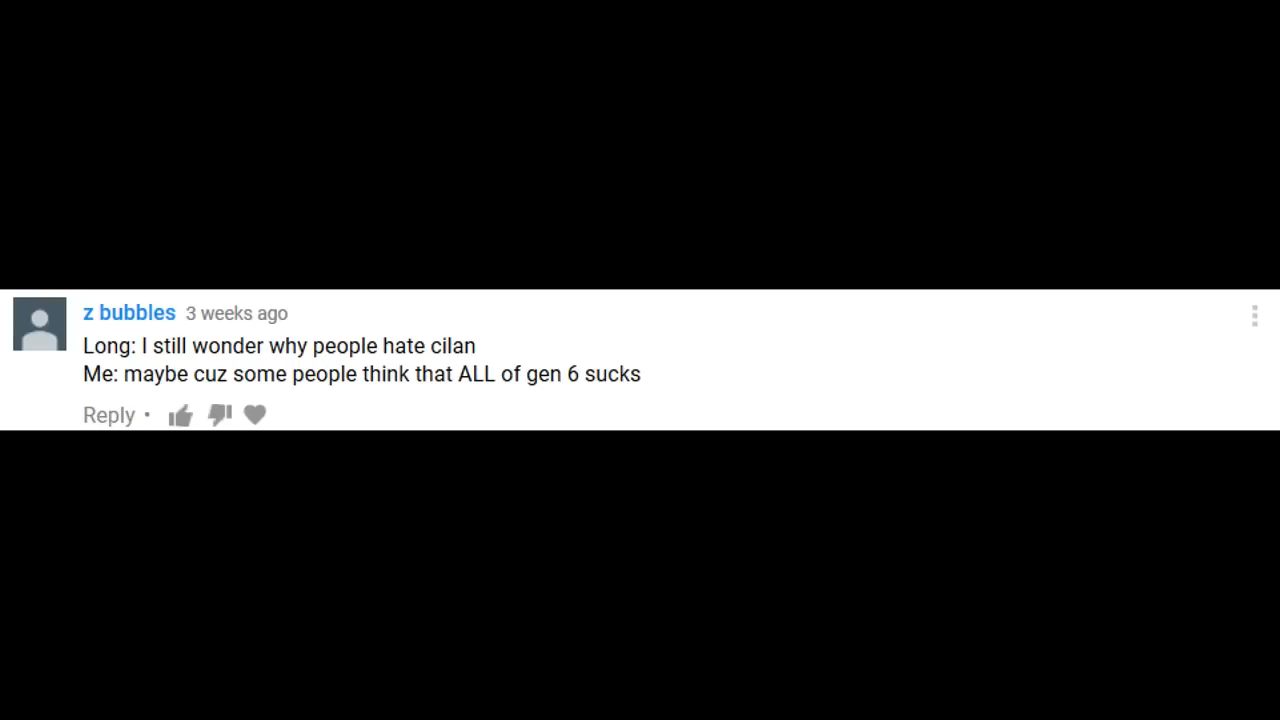 z bubbles 3 weeks ago
Long: I still wonder why people hate cilan
Me: maybe cuz some people think that ALL of gen 6 sucks
Reply •